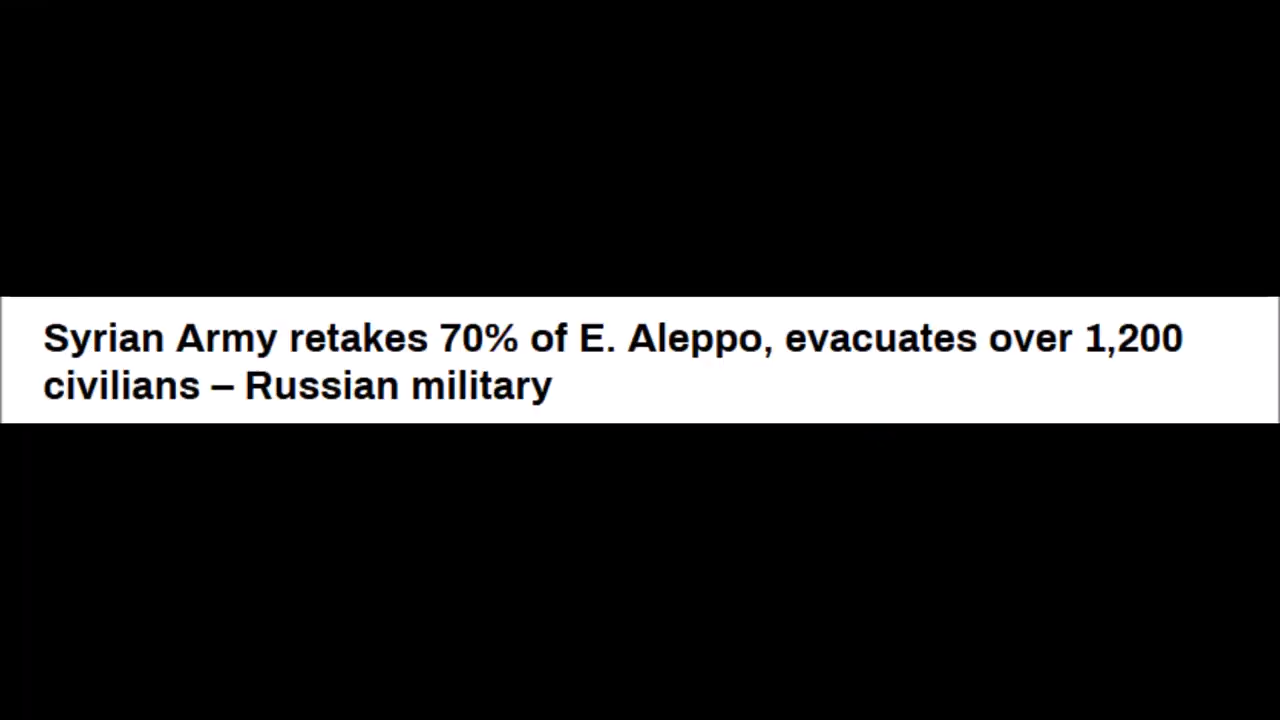 Syrian Army retakes 70% of E. Aleppo, evacuates over 1,200
civilians – Russian military